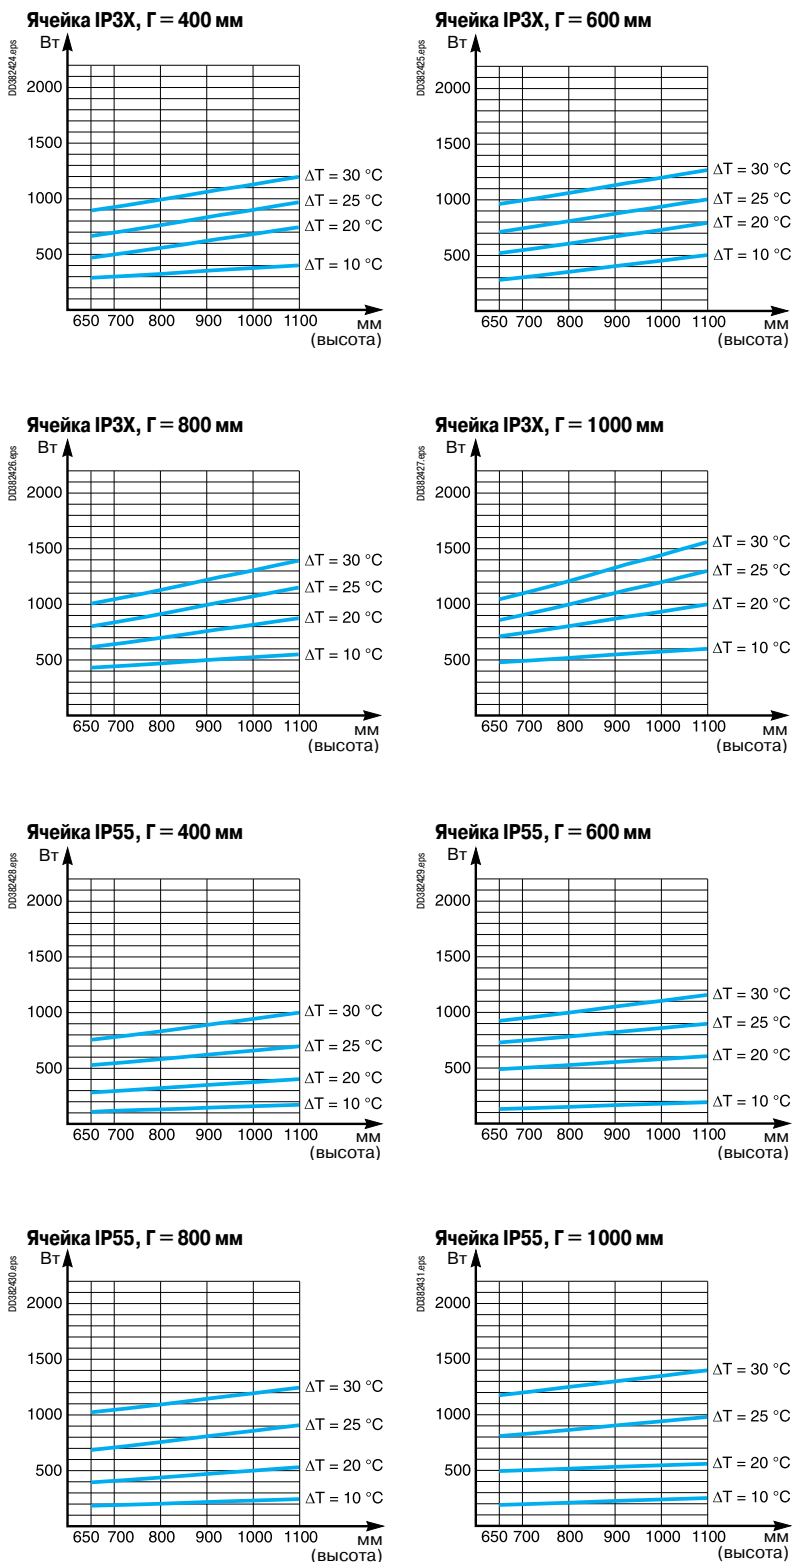 Ячейка IP3X, Г = 400 мм
Вт
DD382424.eps
2000
1500
1000
500
ΔT = 30 °C
ΔT = 25 °C
ΔT = 20 °C
ΔT = 10 °C
650 700 800 900 1000 1100
мм
(высота)
Ячейка IP3X, Г = 600 мм
Вт
DD382425.eps
2000
1500
1000
500
ΔT = 30 °C
ΔT = 25 °C
ΔT = 20 °C
ΔT = 10 °C
650 700 800 900 1000 1100
мм
(высота)
Ячейка IP3X, Г = 800 мм
Вт
DD382426.eps
2000
1500
1000
500
ΔT = 30 °C
ΔT = 25 °C
ΔT = 20 °C
ΔT = 10 °C
650 700 800 900 1000 1100
мм
(высота)
Ячейка IP3X, Г = 1000 мм
Вт
DD382427.eps
2000
1500
1000
500
ΔT = 30 °C
ΔT = 25 °C
ΔT = 20 °C
ΔT = 10 °C
650 700 800 900 1000 1100
мм
(высота)
Ячейка IP55, Г = 400 мм
Вт
DD382428.eps
2000
1500
1000
500
ΔT = 30 °C
ΔT = 25 °C
ΔT = 20 °C
ΔT = 10 °C
650 700 800 900 1000 1100
мм
(высота)
Ячейка IP55, Г = 600 мм
Вт
DD382429.eps
2000
1500
1000
500
ΔT = 30 °C
ΔT = 25 °C
ΔT = 20 °C
ΔT = 10 °C
650 700 800 900 1000 1100
мм
(высота)
Ячейка IP55, Г = 800 мм
Вт
DD382430.eps
2000
1500
1000
500
ΔT = 30 °C
ΔT = 25 °C
ΔT = 20 °C
ΔT = 10 °C
650 700 800 900 1000 1100
мм
(высота)
Ячейка IP55, Г = 1000 мм
Вт
DD382431.eps
2000
1500
1000
500
ΔT = 30 °C
ΔT = 25 °C
ΔT = 20 °C
ΔT = 10 °C
650 700 800 900 1000 1100
мм
(высота)